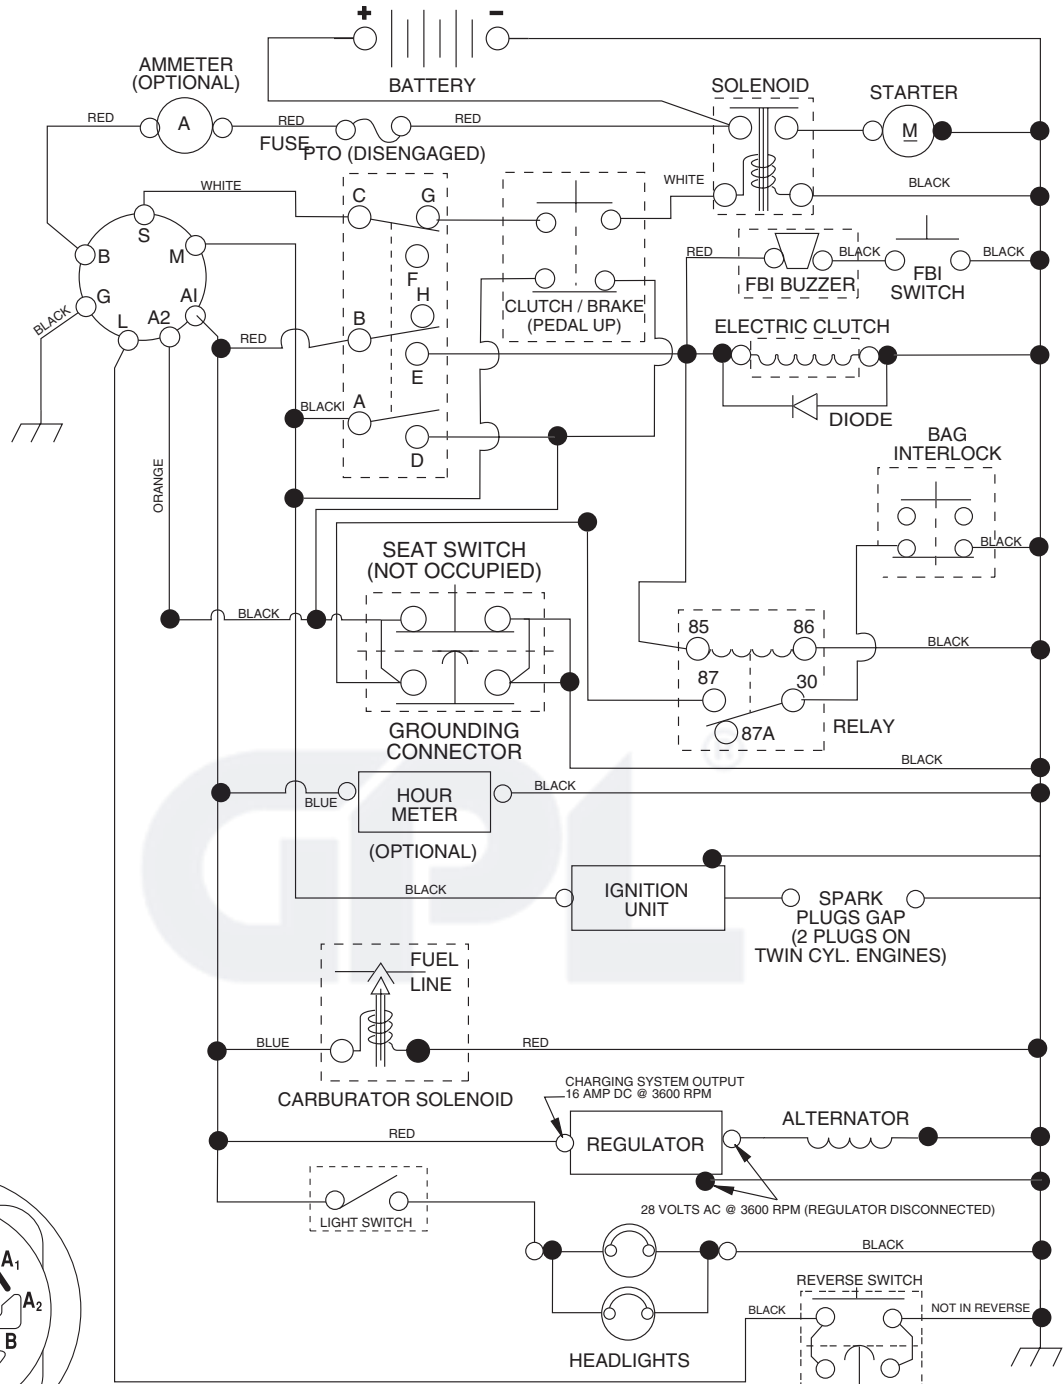 + −
BATTERY
AMMETER
(OPTIONAL)
A
RED
RED
FUSE
RED
PTO (DISENGAGED)
SOLENOID
STARTER
M
WHITE
WHITE
BLACK
S
B
M
G
A1
L
A2
BLACK
RED
ORANGE
C
G
F
H
B
E
BLACK
A
D
CLUTCH / BRAKE
(PEDAL UP)
RED
BLACK
BLACK
FBI BUZZER
FBI
SWITCH
ELECTRIC CLUTCH
DIODE
BAG
INTERLOCK
BLACK
SEAT SWITCH
(NOT OCCUPIED)
BLACK
85
86
BLACK
87
30
87A
RELAY
GROUNDING
CONNECTOR
BLACK
BLUE
HOUR
METER
BLACK
(OPTIONAL)
GPL
®
BLACK
IGNITION
UNIT
SPARK
PLUGS GAP
(2 PLUGS ON
TWIN CYL. ENGINES)
FUEL
LINE
BLUE
RED
CARBURATOR SOLENOID
CHARGING SYSTEM OUTPUT
16 AMP DC @ 3600 RPM
RED
REGULATOR
ALTERNATOR
28 VOLTS AC @ 3600 RPM (REGULATOR DISCONNECTED)
LIGHT SWITCH
BLACK
HEADLIGHTS
REVERSE SWITCH
BLACK
NOT IN REVERSE
A1
A2
B